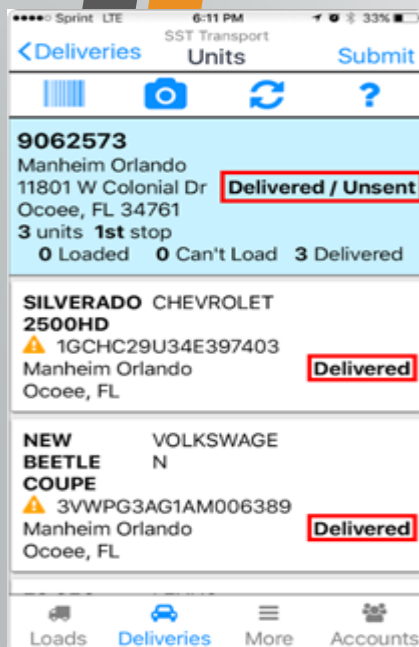 Sprint LTE 6:11 PM 33%
SST Transport
Deliveries Units Submit
?
9062573
Manheim Orlando
11801 W Colonial Dr Delivered / Unsent
Ocoee, FL 34761
3 units 1st stop
0 Loaded 0 Can't Load 3 Delivered
SILVERADO CHEVROLET
2500HD
1GCHC29U34E397403
Manheim Orlando Delivered
Ocoee, FL
NEW VOLKSWAGE
BEETLE N
COUPE
3VWPG3AG1AM006389
Manheim Orlando Delivered
Ocoee, FL
Loads Deliveries More Accounts